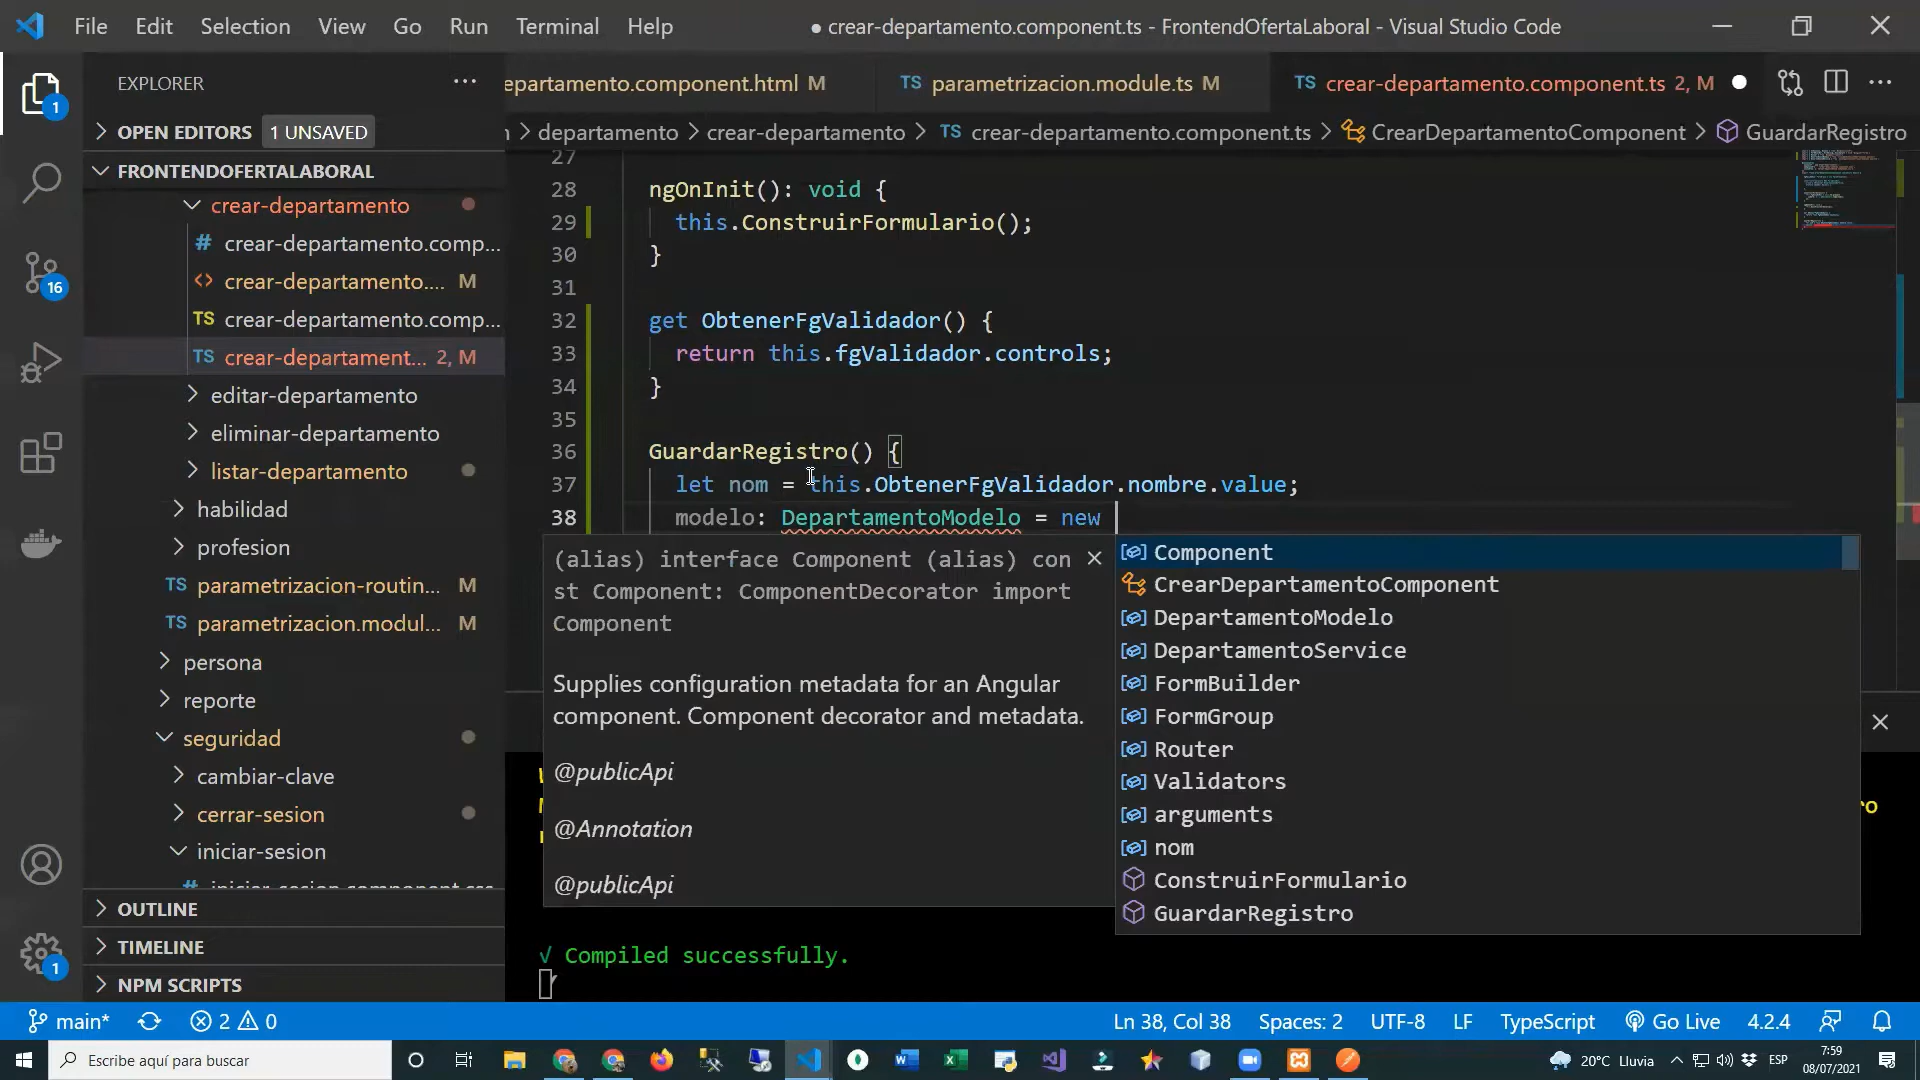 File Edit Selection View Go Run Terminal Help
● crear-departamento.component.ts - FrontendOfertaLaboral - Visual Studio Code
EXPLORER
epartamento.component.html M
TS parametrizacion.module.ts M
TS crear-departamento.component.ts 2, M
OPEN EDITORS 1 UNSAVED
departamento > crear-departamento > TS crear-departamento.component.ts > CrearDepartamentoComponent > GuardarRegistro
FRONTENDOFERTALABORAL
crear-departamento
# crear-departamento.comp...
<> crear-departamento.... M
TS crear-departamento.comp...
TS crear-departament... 2, M
editar-departamento
eliminar-departamento
listar-departamento
habilidad
profesion
TS parametrizacion-routin... M
TS parametrizacion.modul... M
persona
reporte
seguridad
cambiar-clave
cerrar-sesion
iniciar-sesion
# iniciar-sesion.component.css
OUTLINE
TIMELINE
NPM SCRIPTS
1
16
1
27
28 ngOnInit(): void {
29 this.ConstruirFormulario();
30 }
31
32 get ObtenerFgValidador() {
33 return this.fgValidador.controls;
34 }
35
36 GuardarRegistro() {
37 let nom = this.ObtenerFgValidador.nombre.value;
38 modelo: DepartamentoModelo = new
(alias) interface Component (alias) con
st Component: ComponentDecorator import
Component
Supplies configuration metadata for an Angular
component. Component decorator and metadata.
@publicApi
@Annotation
@publicApi
Component
CrearDepartamentoComponent
DepartamentoModelo
DepartamentoService
FormBuilder
FormGroup
Router
Validators
arguments
nom
ConstruirFormulario
GuardarRegistro
ro
√ Compiled successfully.
main* 2 0
Ln 38, Col 38 Spaces: 2 UTF-8 LF TypeScript Go Live 4.2.4
Escribe aquí para buscar
20°C Lluvia ESP
7:59
08/07/2021